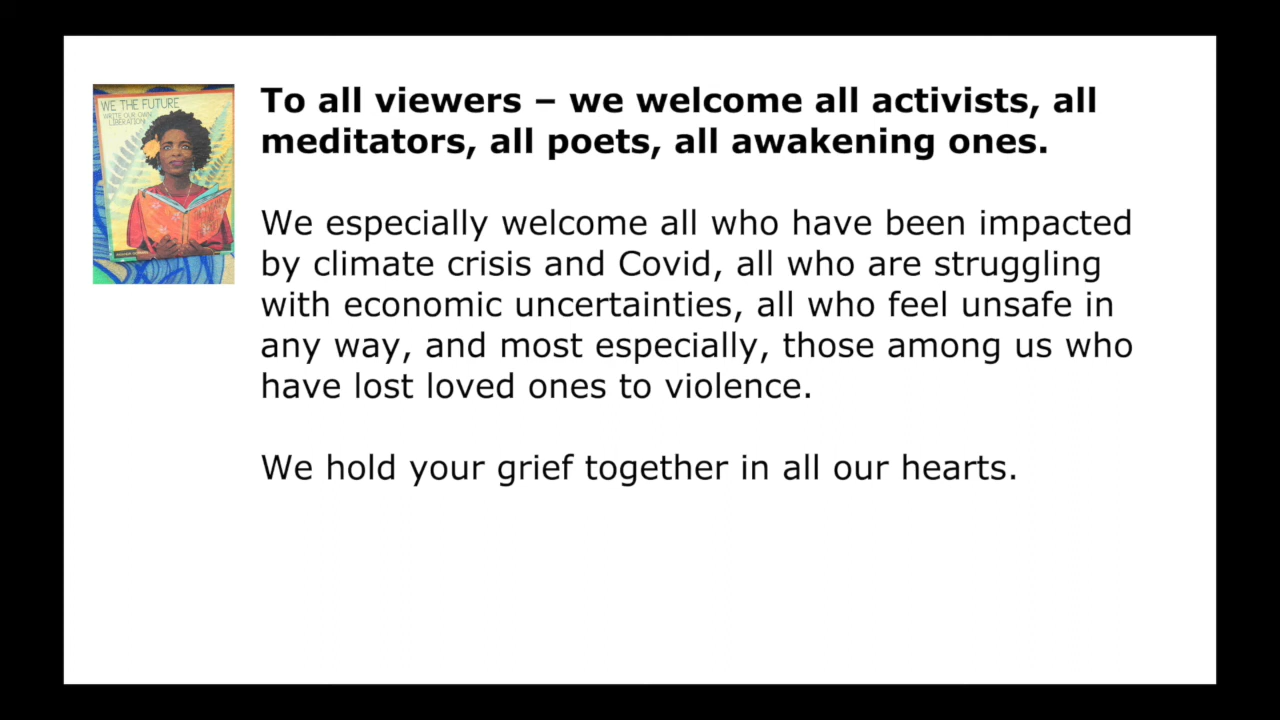 WE THE FUTURE
WRITE OUR OWN
LIBERATION
To all viewers – we welcome all activists, all
meditators, all poets, all awakening ones.
We especially welcome all who have been impacted
by climate crisis and Covid, all who are struggling
with economic uncertainties, all who feel unsafe in
any way, and most especially, those among us who
have lost loved ones to violence.
We hold your grief together in all our hearts.